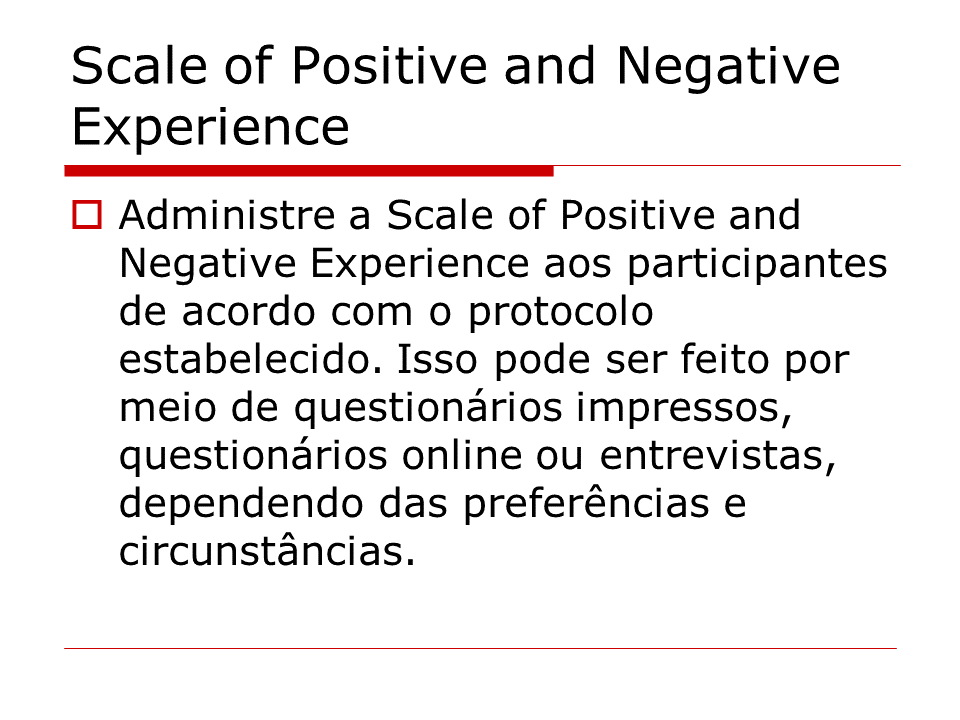 Scale of Positive and Negative
Experience
Administre a Scale of Positive and
Negative Experience aos participantes
de acordo com o protocolo
estabelecido. Isso pode ser feito por
meio de questionários impressos,
questionários online ou entrevistas,
dependendo das preferências e
circunstâncias.